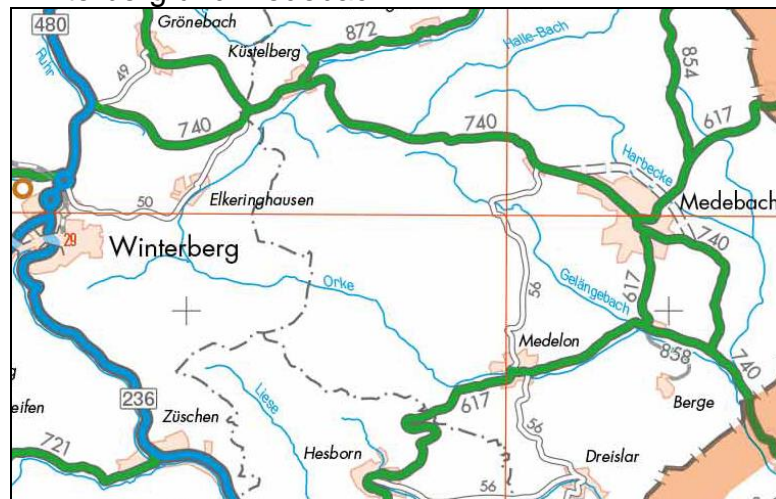 480
Grönebach
Küstelberg
872
Halle-Bach
Ruhr
49
854
617
740
740
Harbecke
50
Elkeringhausen
Medebach
29
Winterberg
740
Orke
56
Gelängebach
617
Medelon
858
740
236
Liese
Berge
eifen
Züschen
617
56
721
Hesborn
Dreislar
56